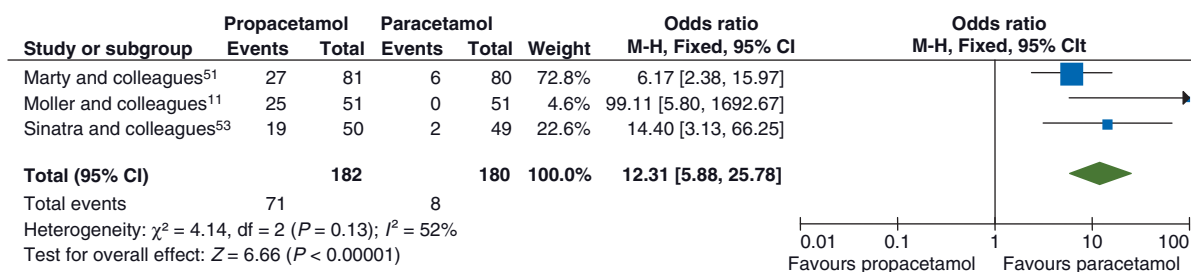 Propacetamol Paracetamol Odds ratio Odds ratio
Study or subgroup Events Total Events Total Weight M-H, Fixed, 95% CI M-H, Fixed, 95% CIt
Marty and colleagues⁵¹ 27 81 6 80 72.8% 6.17 [2.38, 15.97]
Moller and colleagues¹¹ 25 51 0 51 4.6% 99.11 [5.80, 1692.67]
Sinatra and colleagues⁵³ 19 50 2 49 22.6% 14.40 [3.13, 66.25]
Total (95% CI) 182 180 100.0% 12.31 [5.88, 25.78]
Total events 71 8
Heterogeneity: χ² = 4.14, df = 2 (P = 0.13); I² = 52%
Test for overall effect: Z = 6.66 (P < 0.00001)
0.01 0.1 1 10 100
Favours propacetamol Favours paracetamol